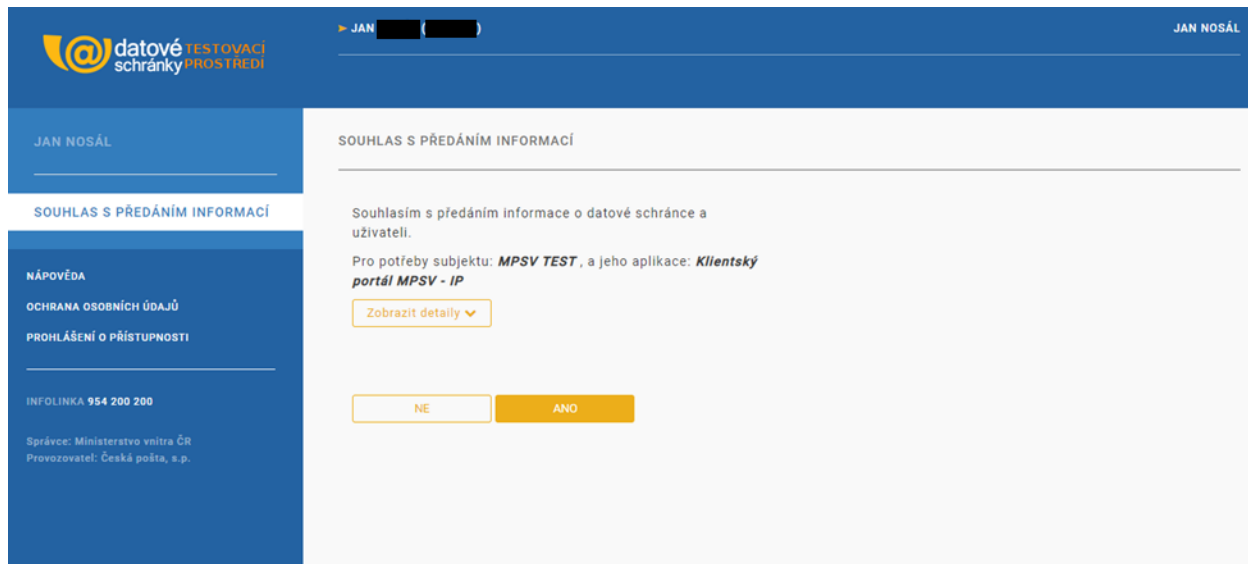 datové TESTOVACÍ
schránky PROSTŘEDÍ
► JAN ( )
JAN NOSÁL
JAN NOSÁL
SOUHLAS S PŘEDÁNÍM INFORMACÍ
NÁPOVĚDA
OCHRANA OSOBNÍCH ÚDAJŮ
PROHLÁŠENÍ O PŘÍSTUPNOSTI
INFOLINKA 954 200 200
Správce: Ministerstvo vnitra ČR
Provozovatel: Česká pošta, s.p.
SOUHLAS S PŘEDÁNÍM INFORMACÍ
Souhlasím s předáním informace o datové schránce a
uživateli.
Pro potřeby subjektu: MPSV TEST , a jeho aplikace: Klientský
portál MPSV - IP
Zobrazit detaily
NE
ANO